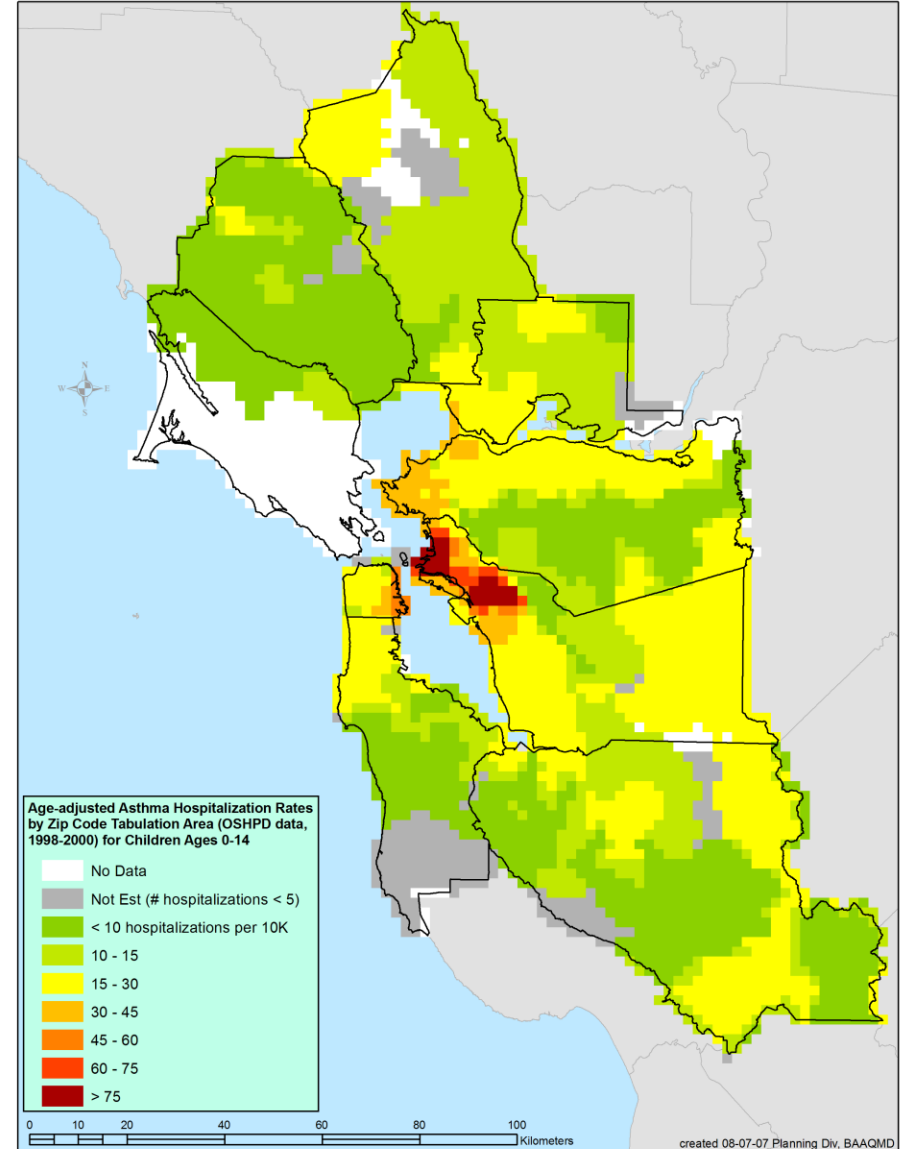 N
W
E
S
Age-adjusted Asthma Hospitalization Rates
by Zip Code Tabulation Area (OSHPD data,
1998-2000) for Children Ages 0-14
No Data
Not Est (# hospitalizations < 5)
< 10 hospitalizations per 10K
10 - 15
15 - 30
30 - 45
45 - 60
60 - 75
> 75
0 10 20 40 60 80 100
Kilometers
created 08-07-07 Planning Div, BAAQMD